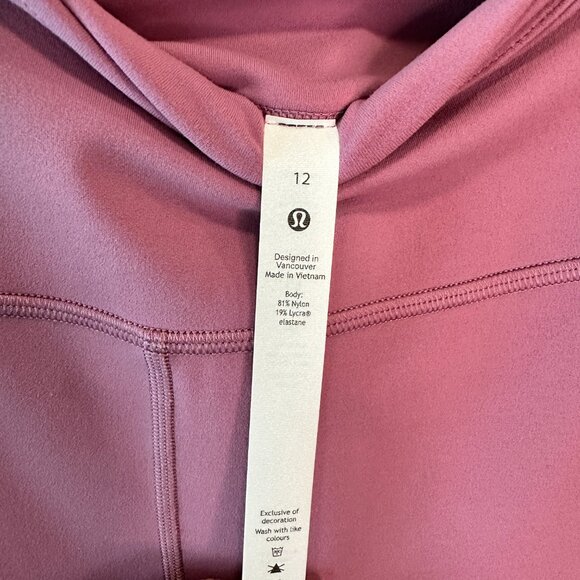 12
Designed in
Vancouver
Made in Vietnam
Body:
81% Nylon
19% Lycra®
elastane
Exclusive of
decoration
Wash with like
colours